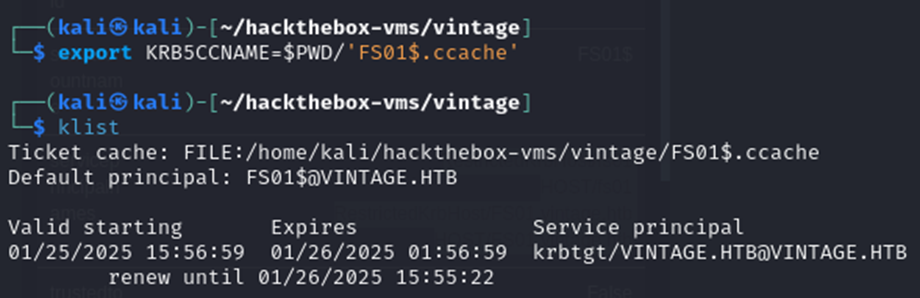 ┌──(kali㉿kali)-[~/hackthebox-vms/vintage]
└─$ export KRB5CCNAME=$PWD/'FS01$.ccache'
┌──(kali㉿kali)-[~/hackthebox-vms/vintage]
└─$ klist
Ticket cache: FILE:/home/kali/hackthebox-vms/vintage/FS01$.ccache
Default principal: FS01$@VINTAGE.HTB
Valid starting       Expires              Service principal
01/25/2025 15:56:59  01/26/2025 01:56:59  krbtgt/VINTAGE.HTB@VINTAGE.HTB
        renew until 01/26/2025 15:55:22